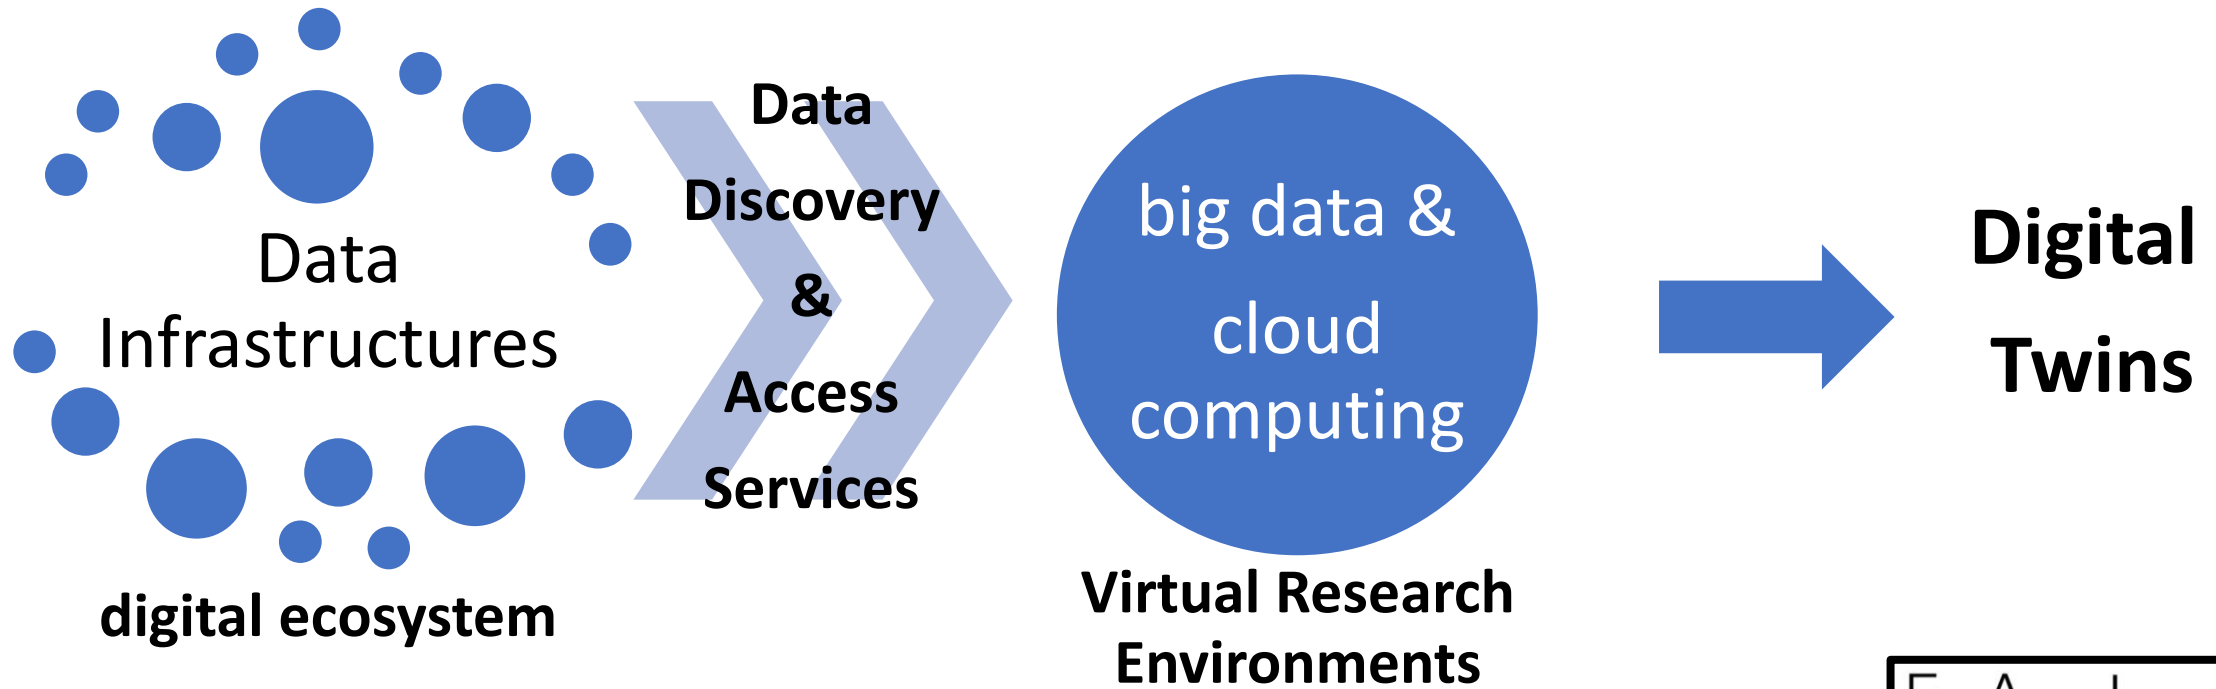 Data
Infrastructures
digital ecosystem
Data
Discovery
&
Access
Services
big data &
cloud
computing
Virtual Research
Environments
Digital
Twins